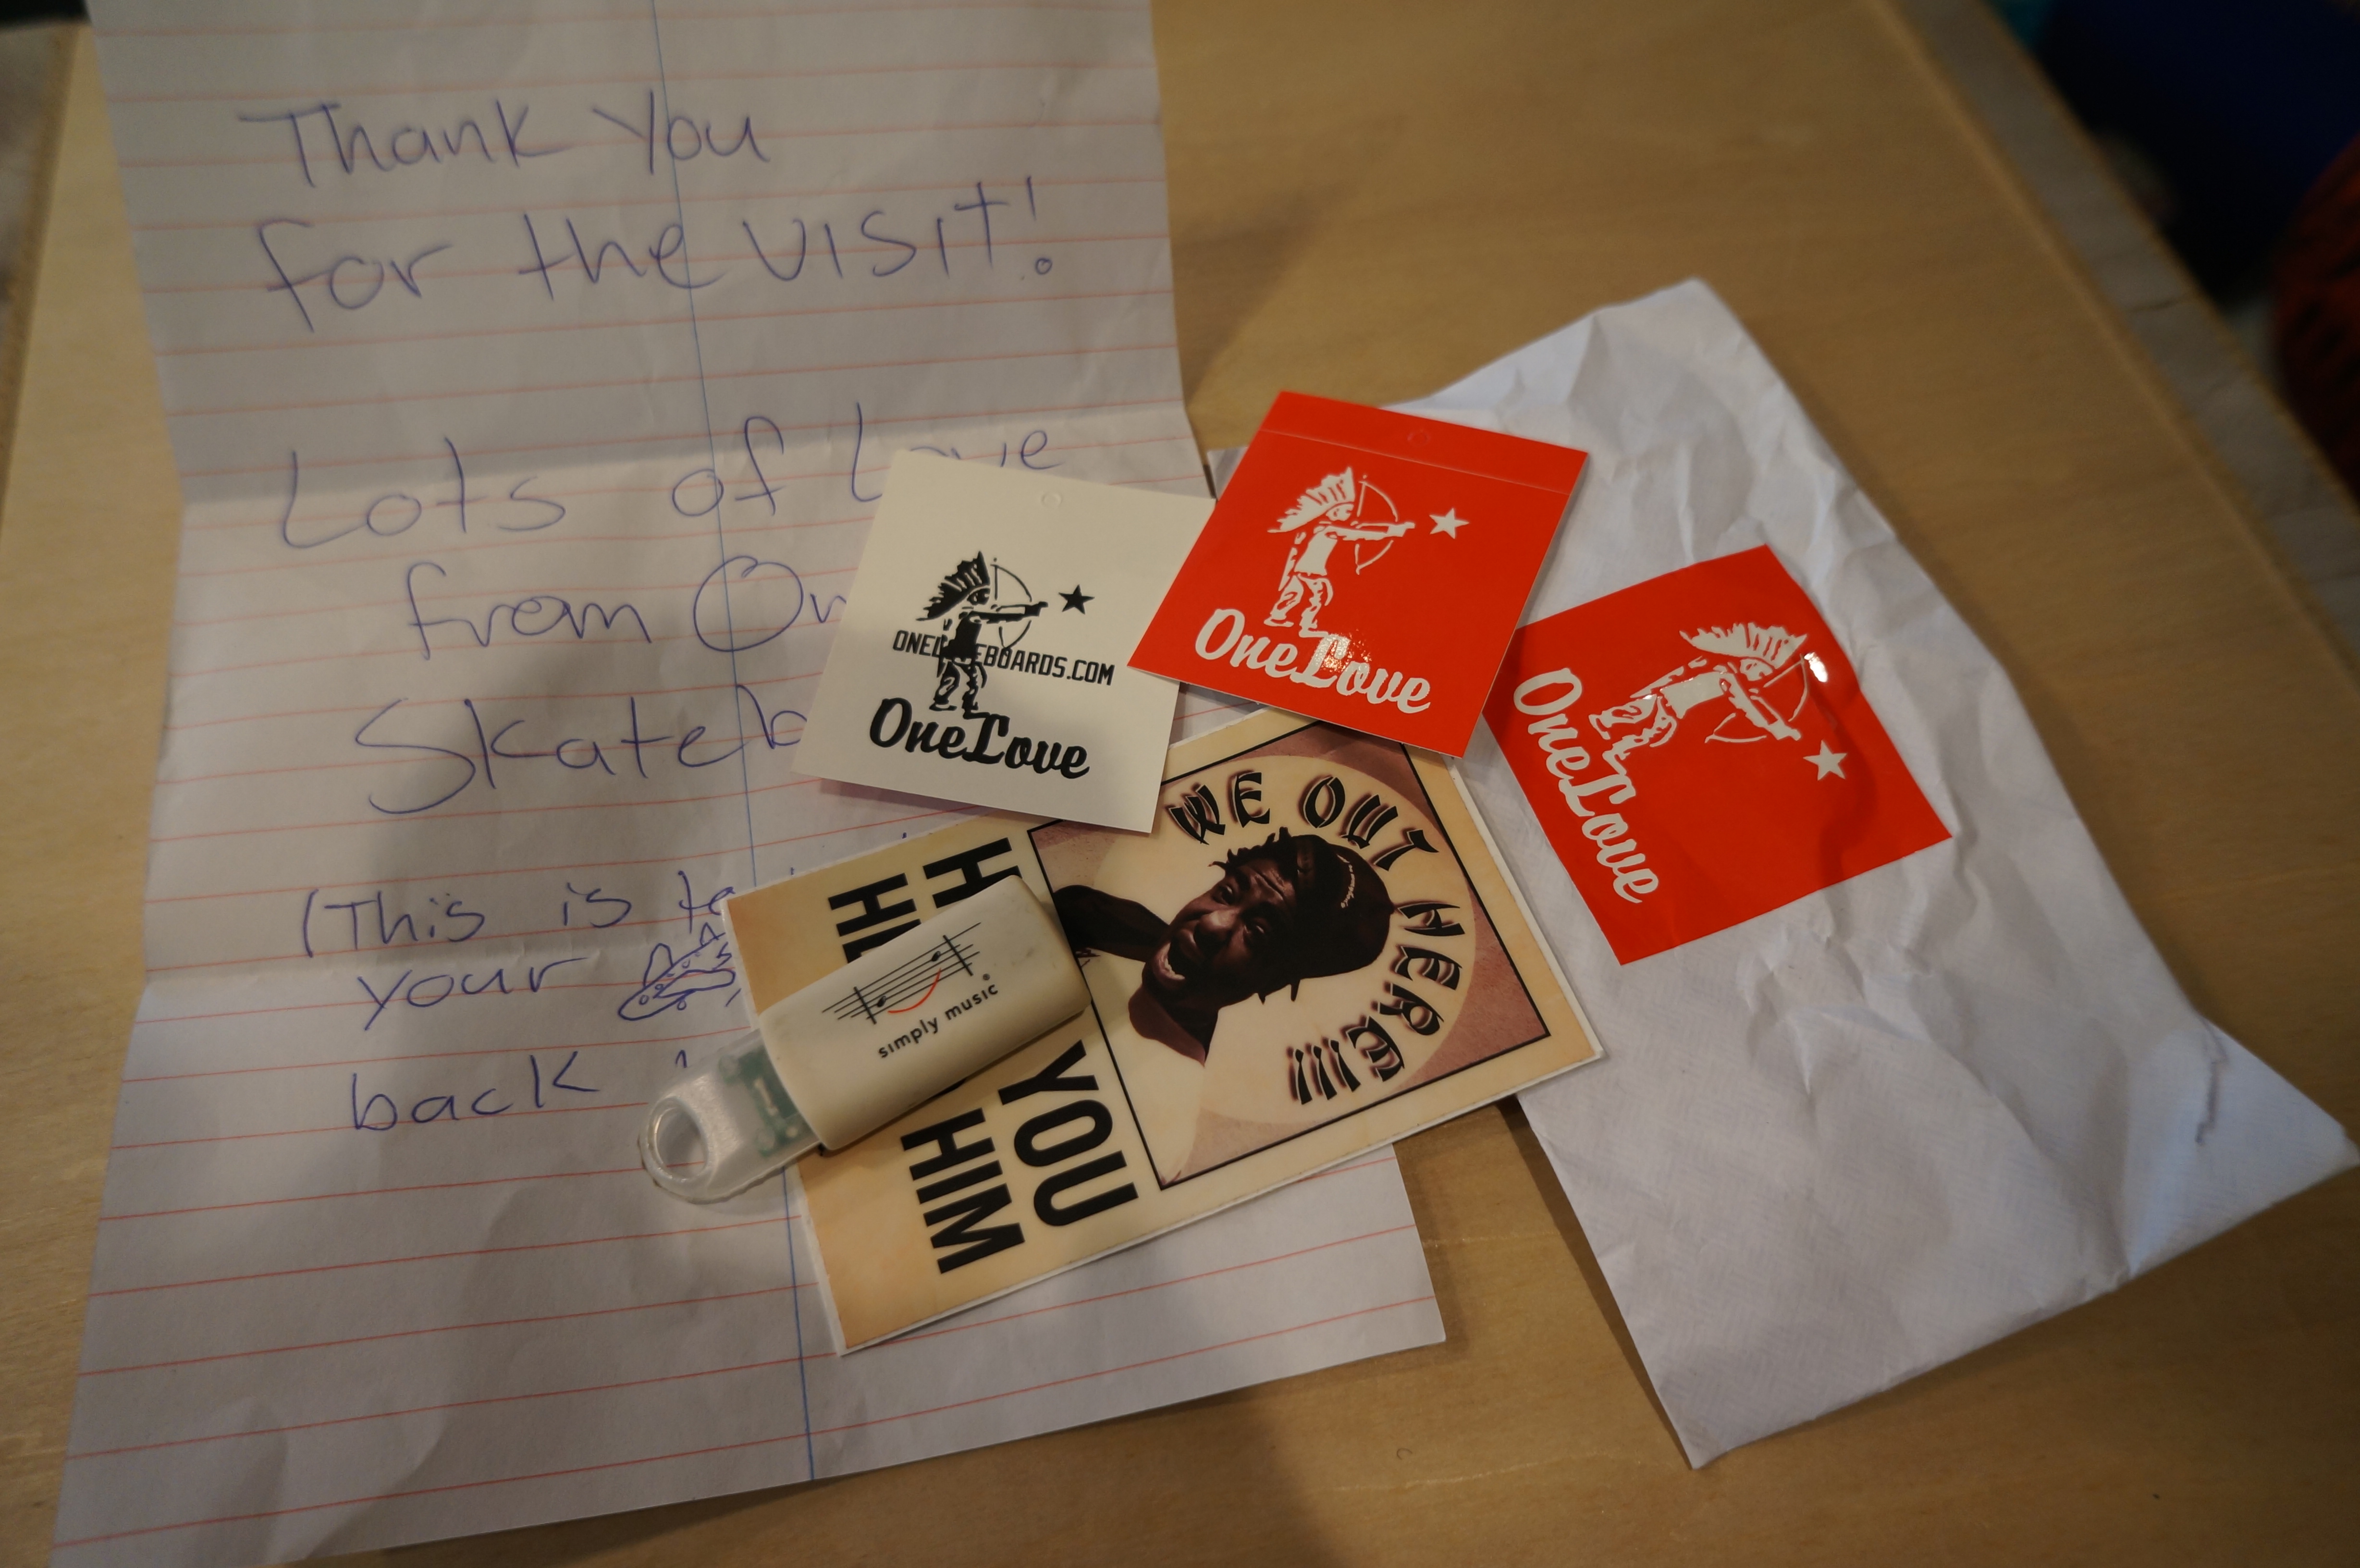 Thank You
for the visit!
Lots of Love
from
(This is
your
back
ONE
BOARDS.COM
OneLove
OneLove
OneLove
WE OUT HERE!!!
YOU
HIM
simply music®